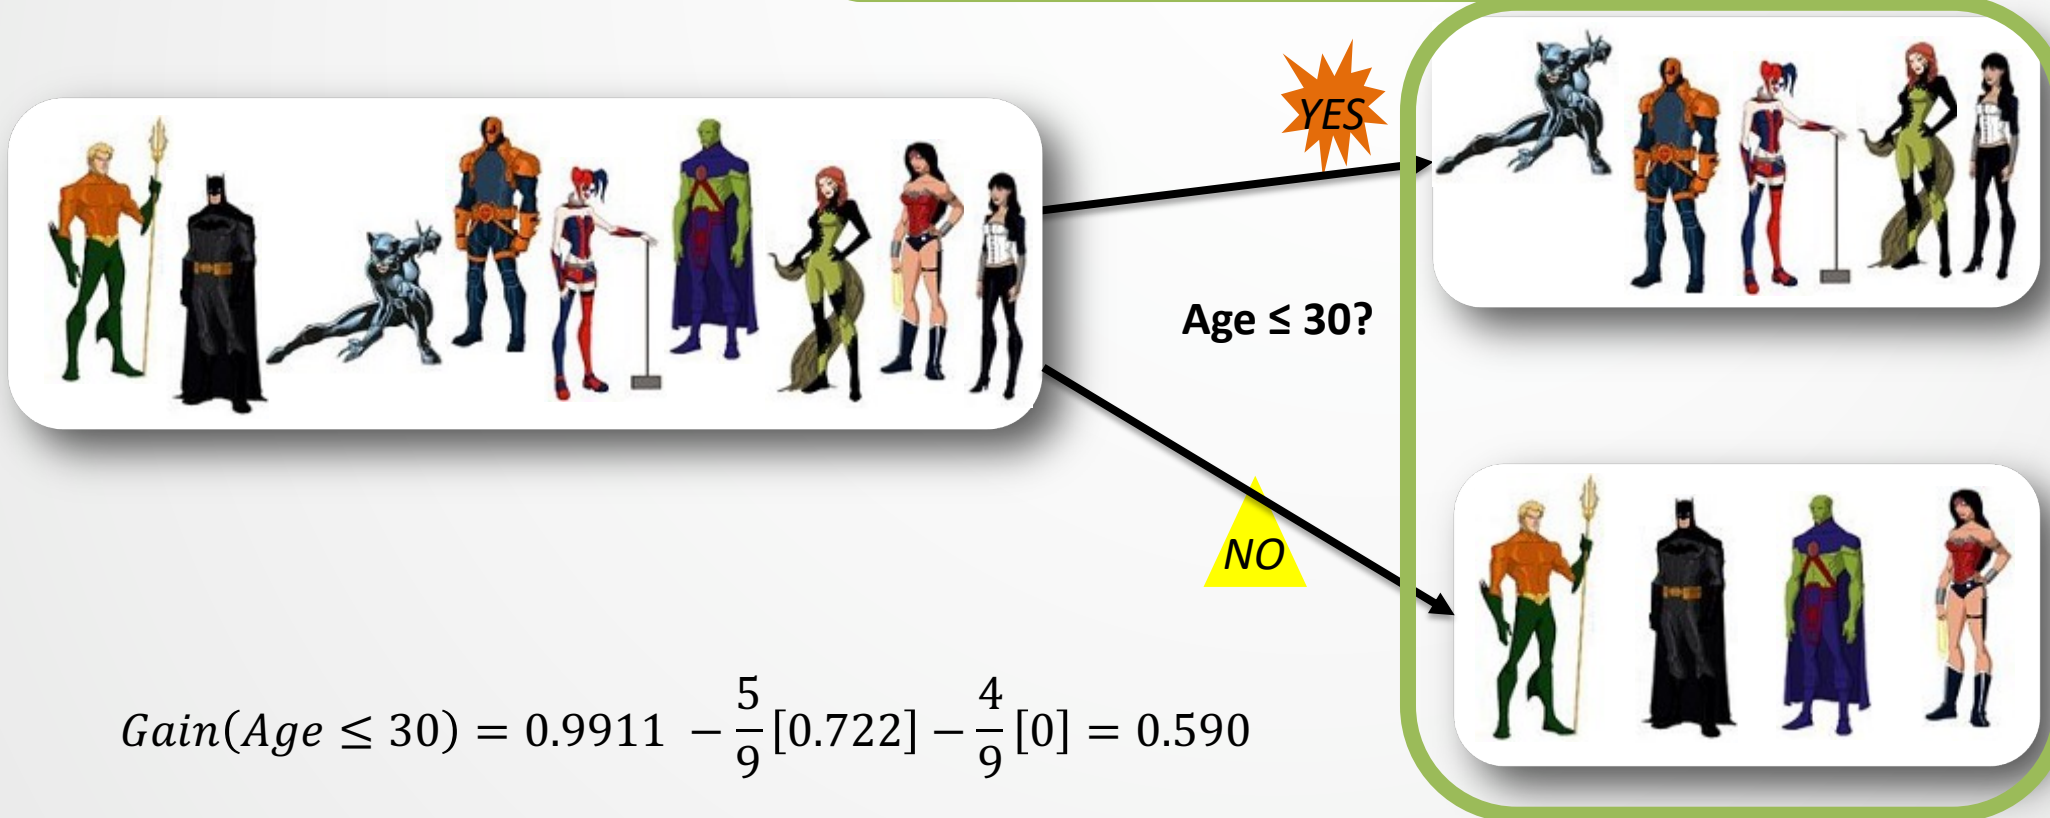 YES
Age ≤ 30?
NO
Gain(Age ≤ 30) = 0.9911 − 5/9 [0.722] − 4/9 [0] = 0.590